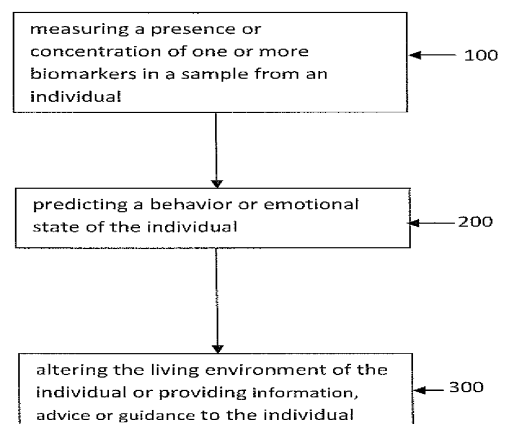 measuring a presence or
concentration of one or more
biomarkers in a sample from an
individual
100
predicting a behavior or emotional
state of the individual
200
altering the living environment of the
individual or providing information,
advice or guidance to the individual
300